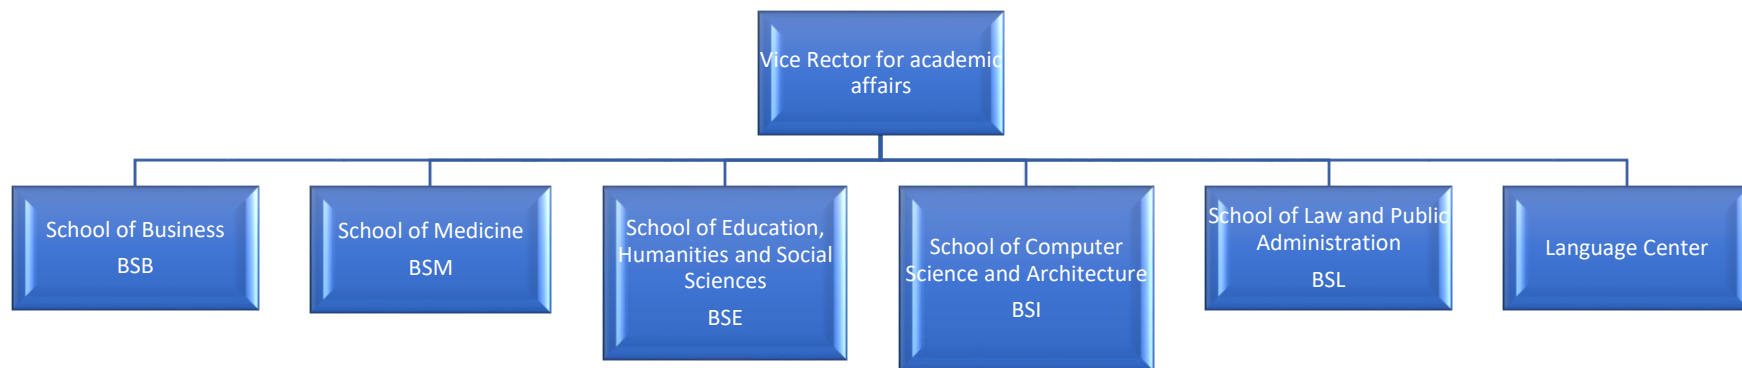 Vice Rector for academic
affairs
School of Business
BSB
School of Medicine
BSM
School of Education,
Humanities and Social
Sciences
BSE
School of Computer
Science and Architecture
BSI
School of Law and Public
Administration
BSL
Language Center